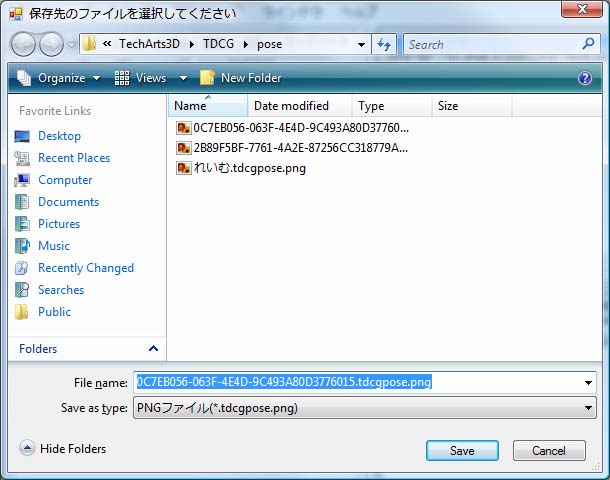 保存先のファイルを選択してください
« TechArts3D ▸ TDCG ▸ pose
Search
Organize
Views
New Folder
Favorite Links
Desktop
Recent Places
Computer
Documents
Pictures
Music
Recently Changed
Searches
Public
Folders
Name Date modified Type Size
0C7EB056-063F-4E4D-9C493A80D37760...
2B89F5BF-7761-4A2E-87256CC318779A...
れいむ.tdcgpose.png
File name: 0C7EB056-063F-4E4D-9C493A80D3776015.tdcgpose.png
Save as type: PNGファイル(*.tdcgpose.png)
Hide Folders
Save
Cancel